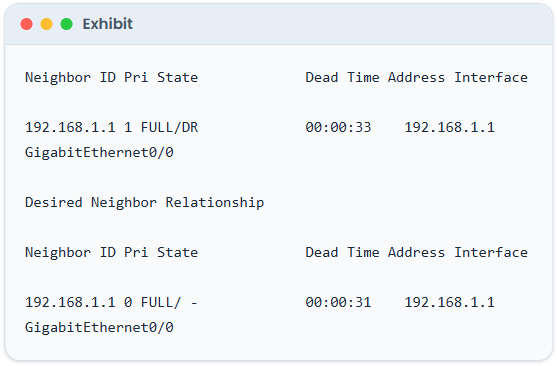 Exhibit
Neighbor ID Pri State Dead Time Address Interface
192.168.1.1 1 FULL/DR 00:00:33 192.168.1.1
GigabitEthernet0/0
Desired Neighbor Relationship
Neighbor ID Pri State Dead Time Address Interface
192.168.1.1 0 FULL/ - 00:00:31 192.168.1.1
GigabitEthernet0/0